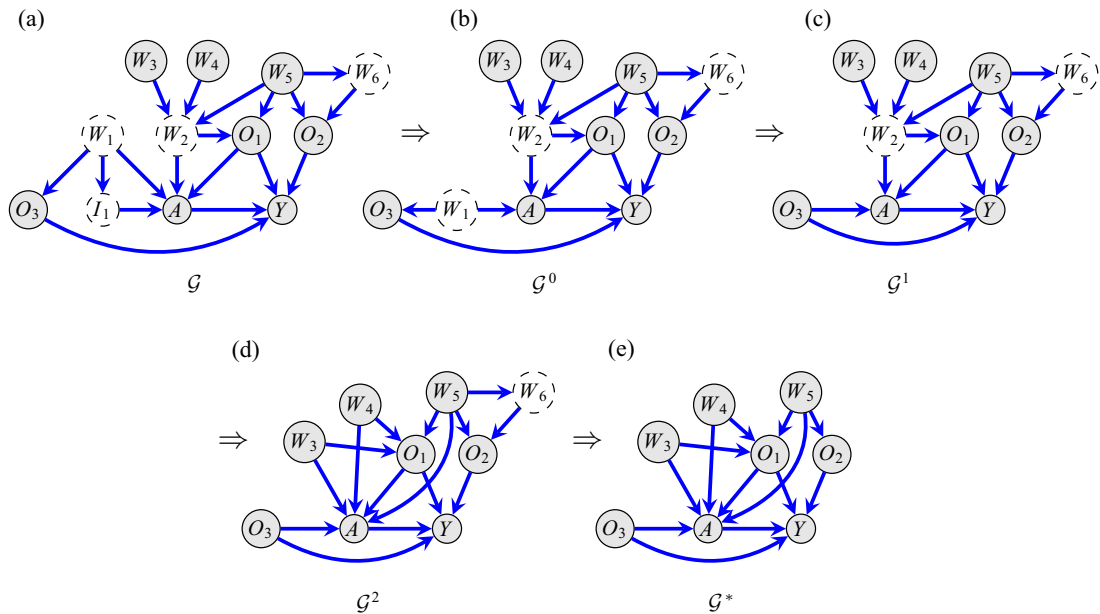 (a) (b) (c)
W₃ W₄ W₅ W₆ W₃ W₄ W₅ W₆ W₃ W₄ W₅ W₆
W₁ W₂ O₁ O₂ ⇒ W₂ O₁ O₂ ⇒ W₂ O₁ O₂
O₃ I₁ A Y O₃ W₁ A Y O₃ A Y
𝒢 𝒢⁰ 𝒢¹
(d) (e)
W₅ W₆ W₅
W₄ W₄
⇒ W₃ O₁ O₂ ⇒ W₃ O₁ O₂
O₃ A Y O₃ A Y
𝒢² 𝒢*